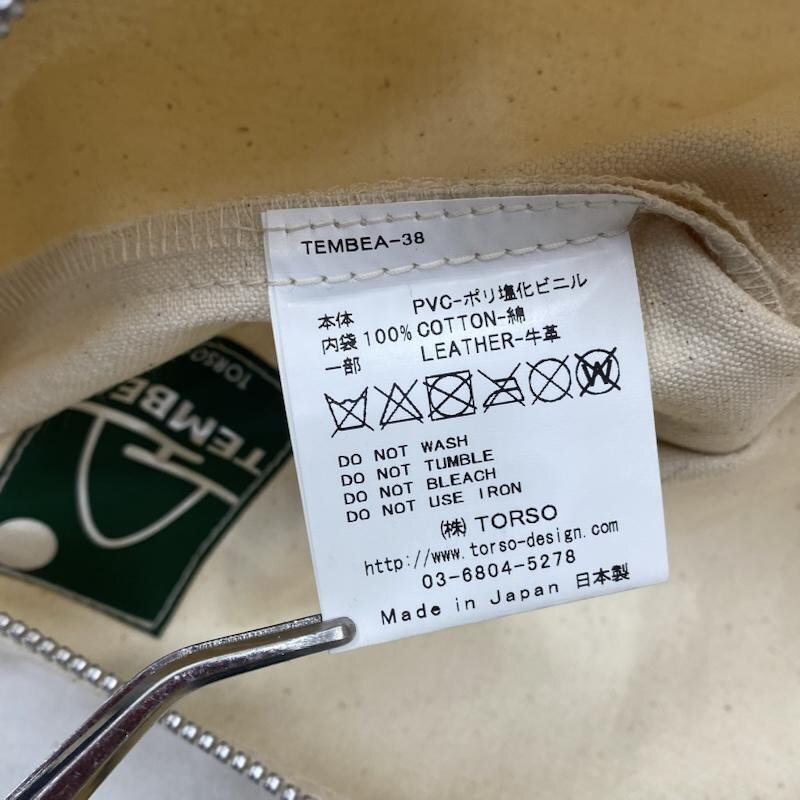 TEMBEA-38
本体 PVC-ポリ塩化ビニル
内袋 100% COTTON-綿
一部 LEATHER-牛革
W
DO NOT WASH
DO NOT TUMBLE
DO NOT BLEACH
DO NOT USE IRON
㈱ TORSO
http://www.torso-design.com
03-6804-5278
Made in Japan 日本製
TORSO
TEMBE